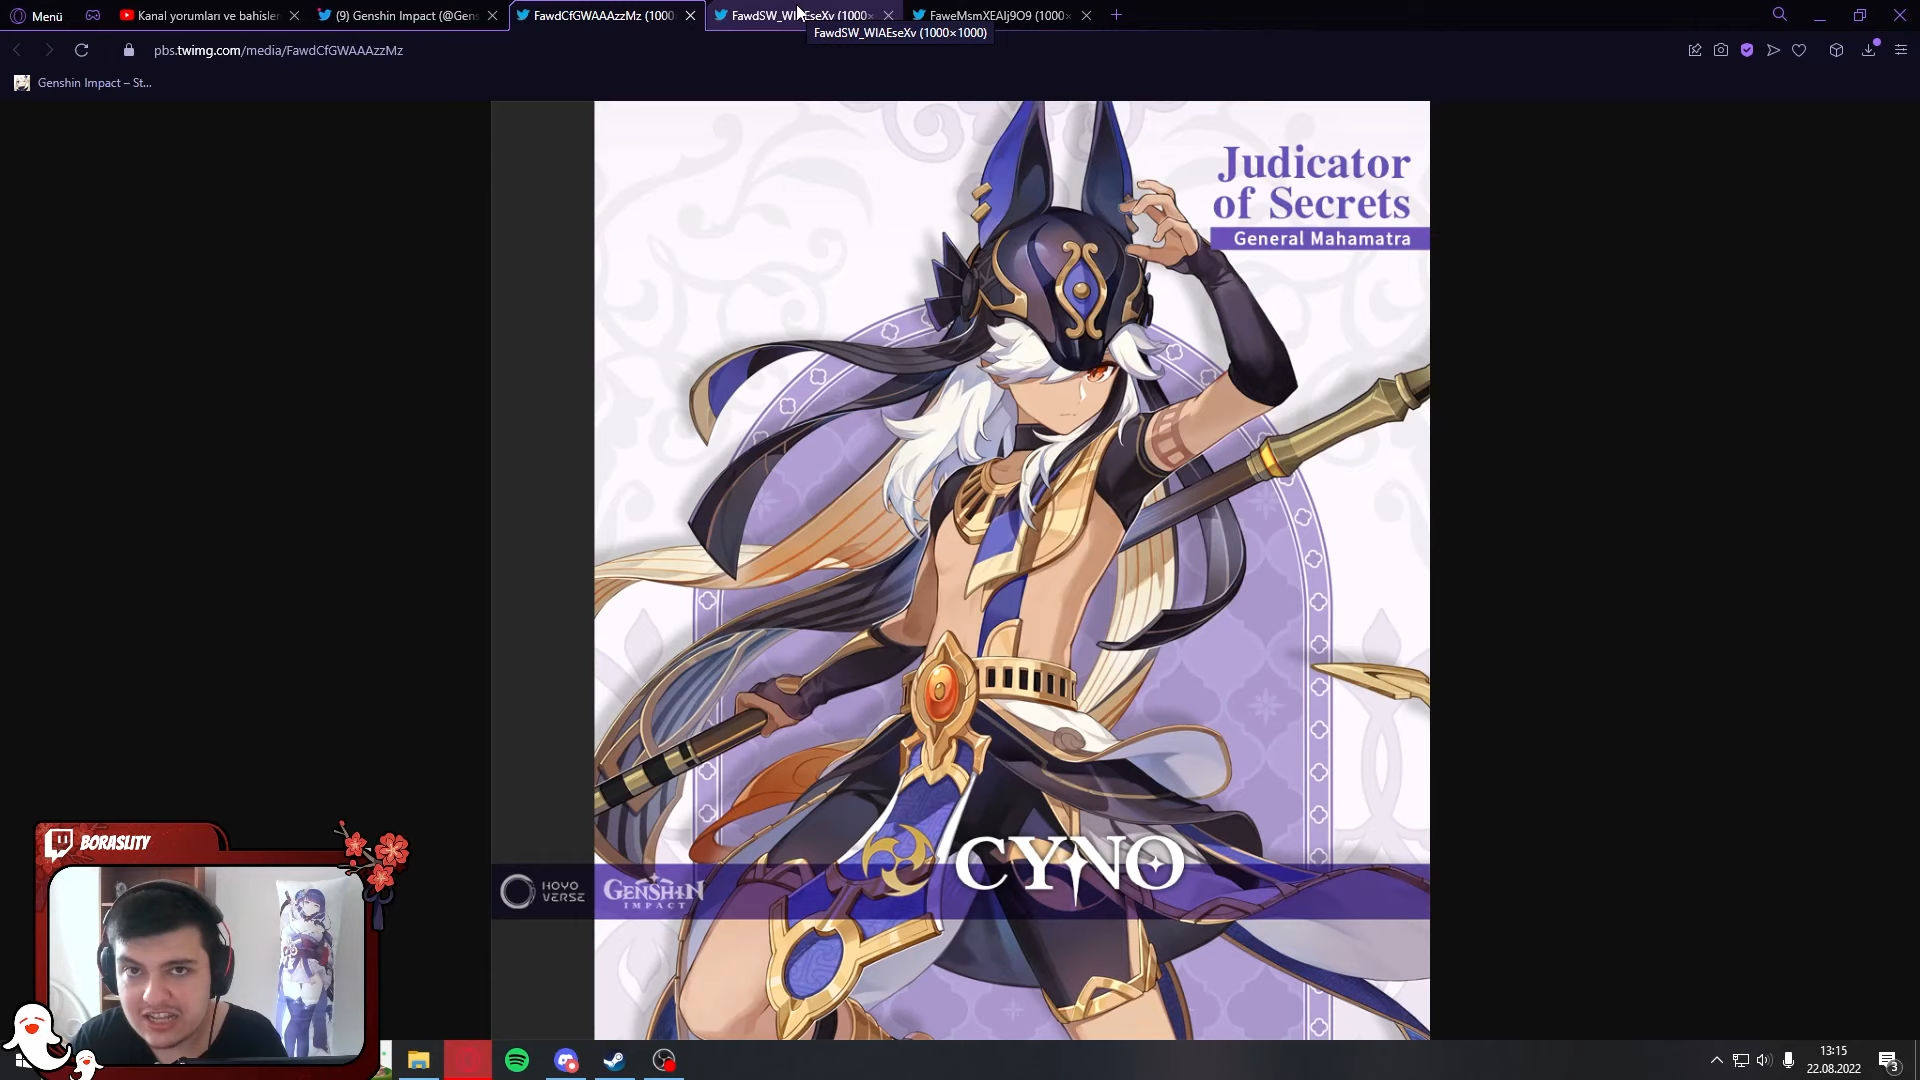 Menü
Kanal yorumları ve bahisler
(9) Genshin Impact (@Gens
FawdCfGWAAAzzMz (1000
FawdSW_WIAEseXv (1000×
FaweMsmXEAIj9O9 (1000×
FawdSW_WIAEseXv (1000×1000)
pbs.twimg.com/media/FawdCfGWAAAzzMz
Genshin Impact – St...
Judicator
of Secrets
General Mahamatra
CYNO
HOYO
VERSE
GENSHIN
IMPACT
BORASLITY
13:15
22.08.2022
3